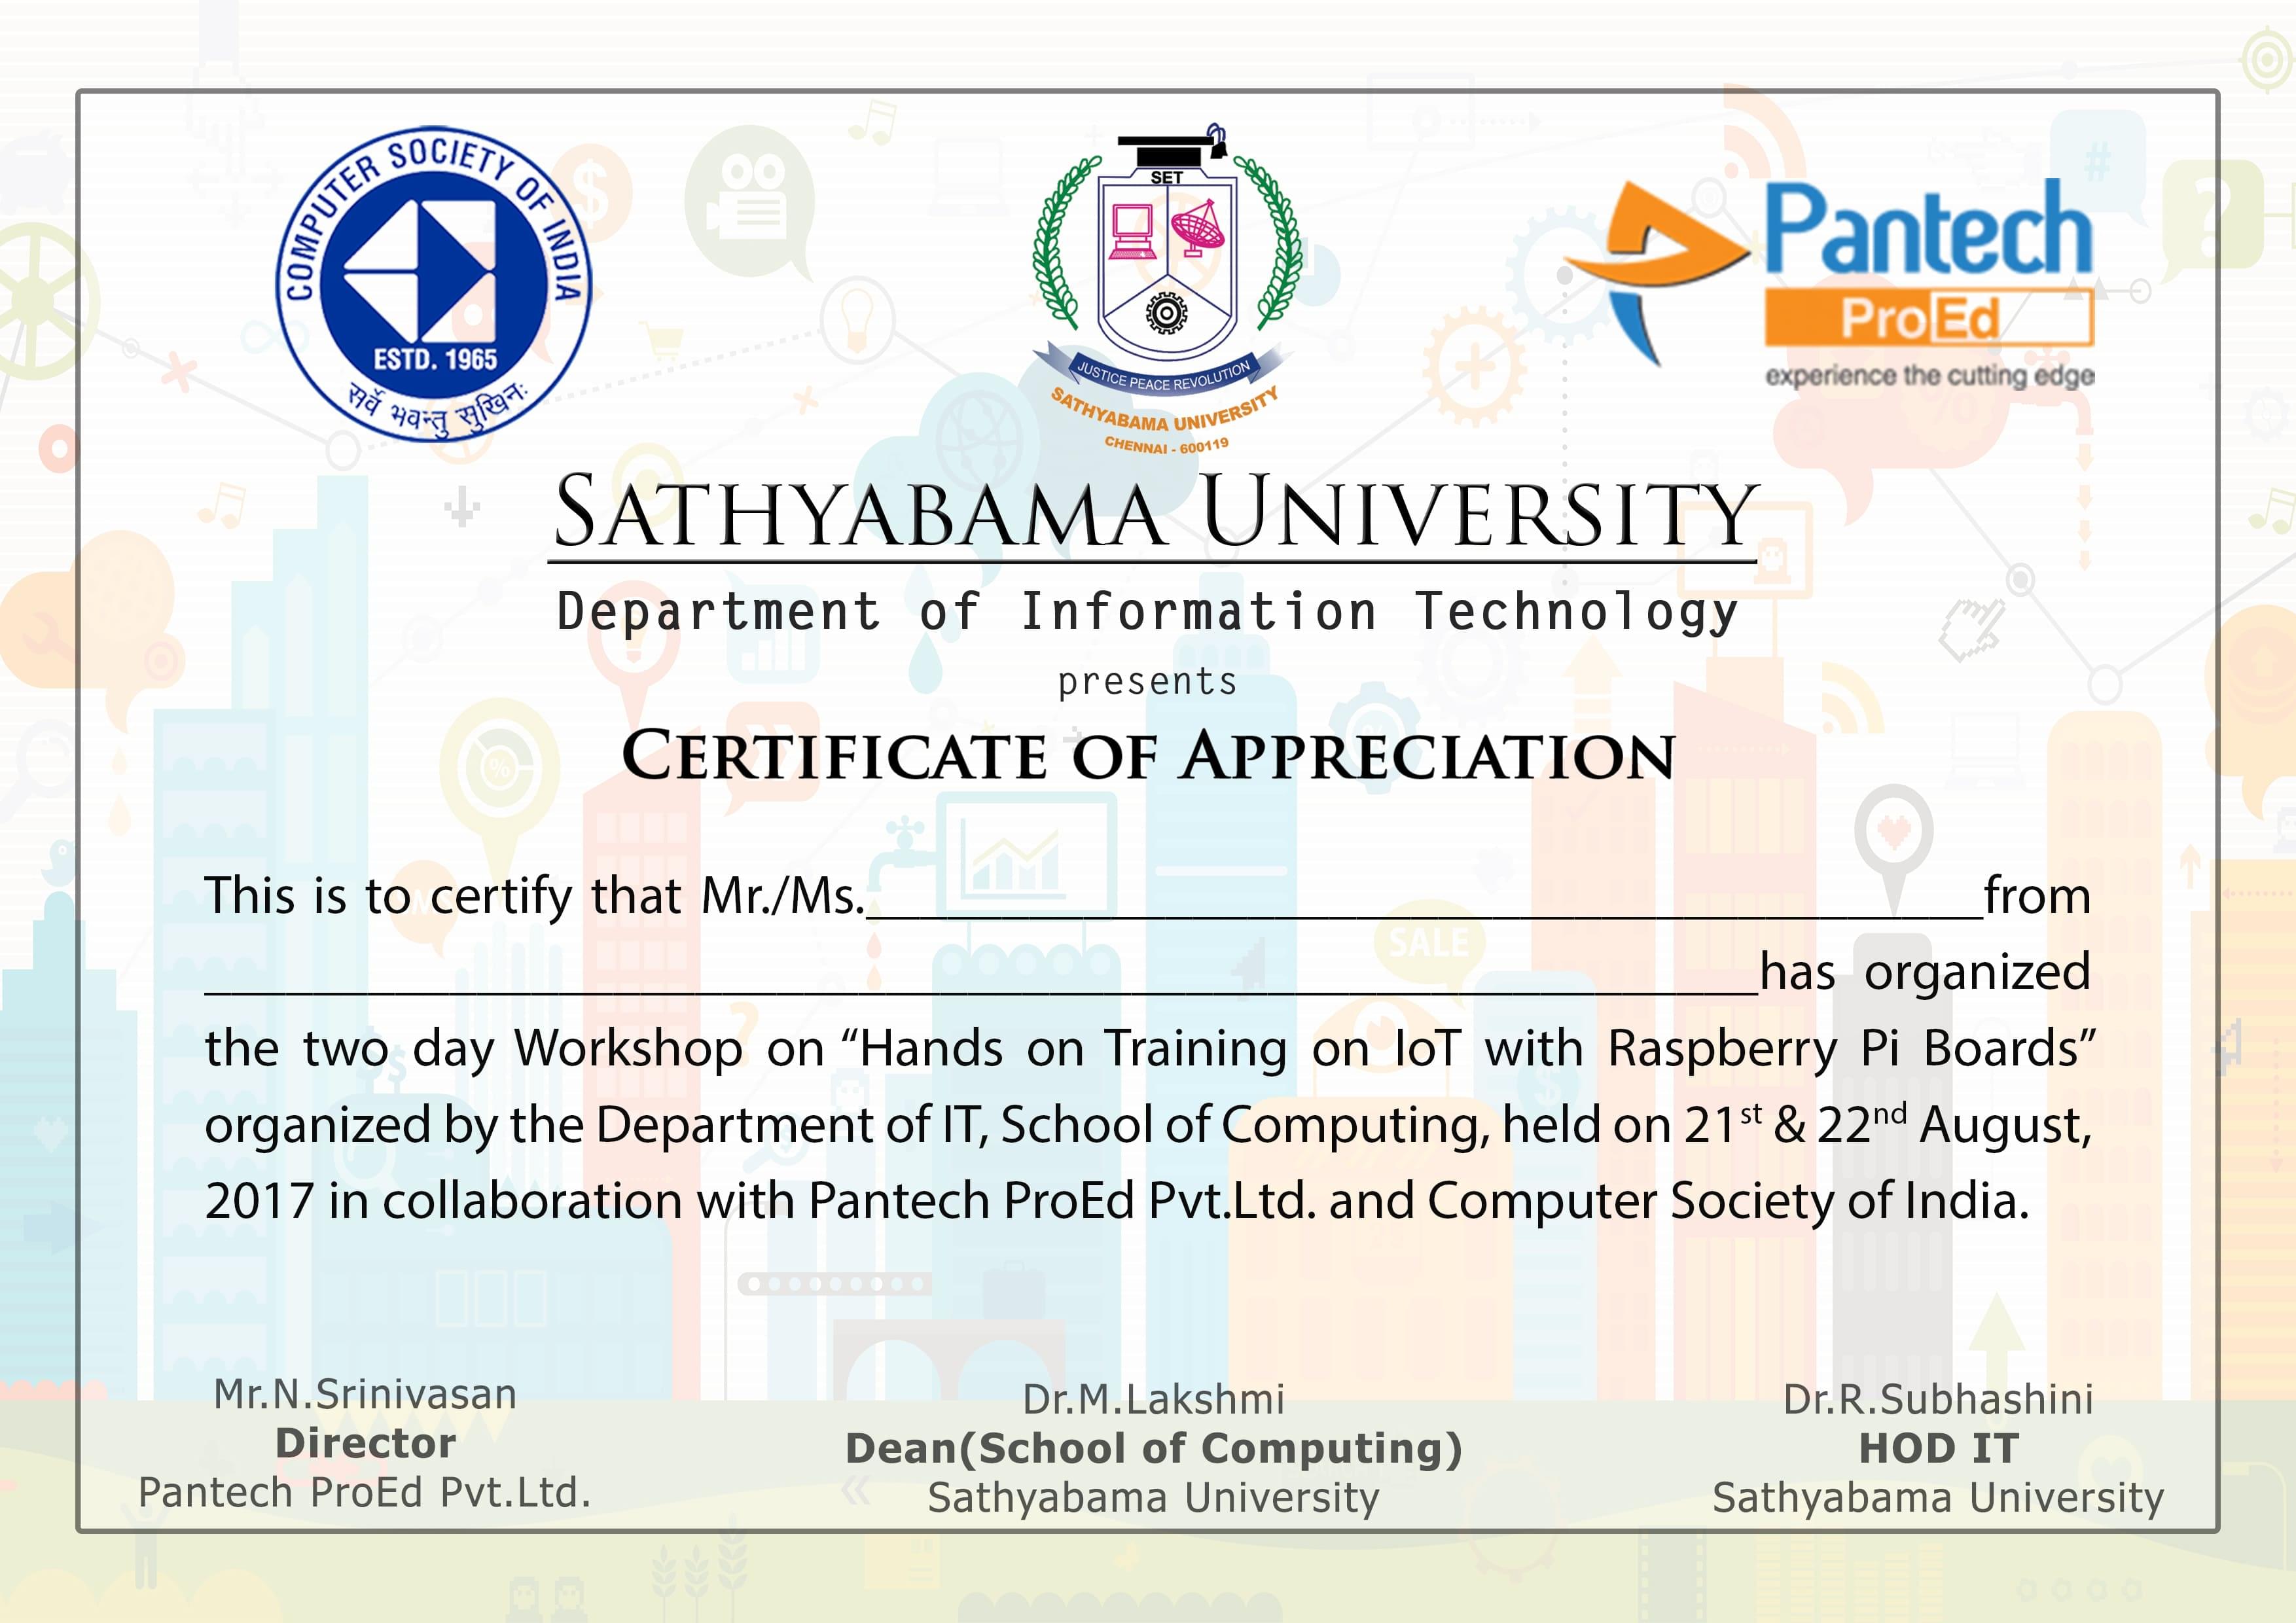 COMPUTER SOCIETY OF INDIA
ESTD. 1965
सर्वे भवन्तु सुखिनः
SET
JUSTICE PEACE REVOLUTION
SATHYABAMA UNIVERSITY
CHENNAI - 600119
Pantech
ProEd
experience the cutting edge
SATHYABAMA UNIVERSITY
Department of Information Technology
presents
CERTIFICATE OF APPRECIATION
This is to certify that Mr./Ms.________________________________________from
________________________________________________________has organized
the two day Workshop on “Hands on Training on IoT with Raspberry Pi Boards”
organized by the Department of IT, School of Computing, held on 21st & 22nd August,
2017 in collaboration with Pantech ProEd Pvt.Ltd. and Computer Society of India.
SALE
Mr.N.Srinivasan
Director
Pantech ProEd Pvt.Ltd.
Dr.M.Lakshmi
Dean(School of Computing)
Sathyabama University
Dr.R.Subhashini
HOD IT
Sathyabama University